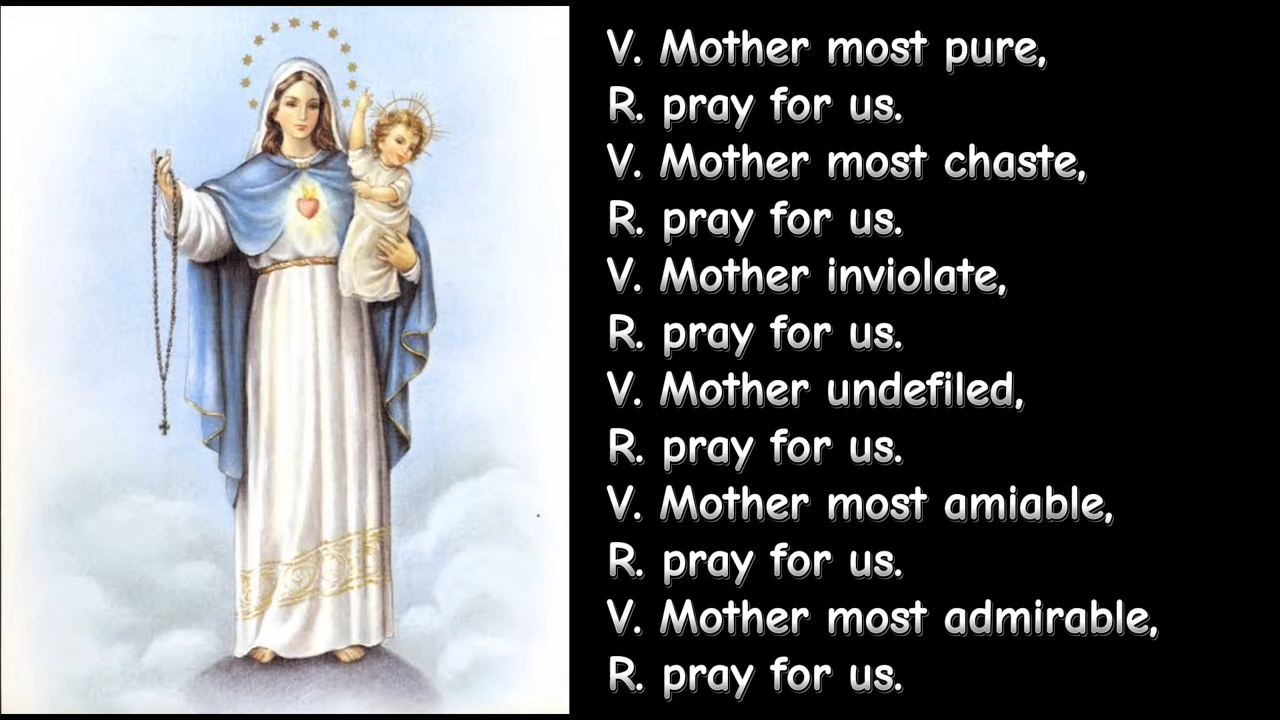 V. Mother most pure,
R. pray for us.
V. Mother most chaste,
R. pray for us.
V. Mother inviolate,
R. pray for us.
V. Mother undefiled,
R. pray for us.
V. Mother most amiable,
R. pray for us.
V. Mother most admirable,
R. pray for us.